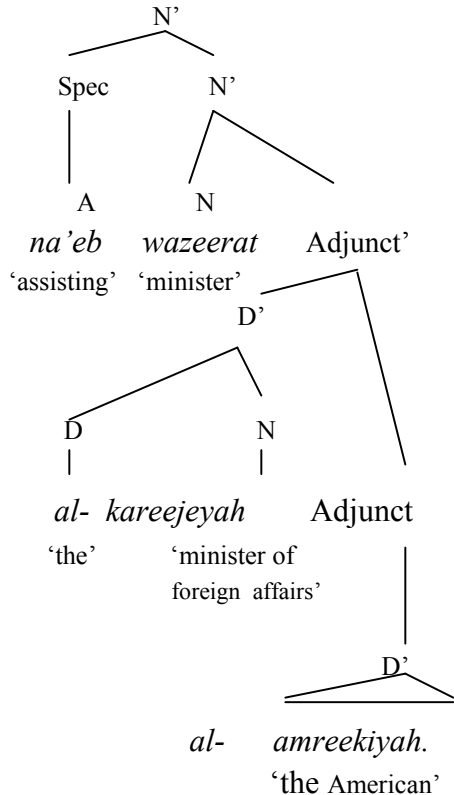 N’
Spec N’
A N
na’eb wazeerat Adjunct’
‘assisting’ ‘minister’
D’
D N
al- kareejeyah Adjunct
‘the’ ‘minister of
foreign affairs’
D’
al- amreekiyah.
‘the American’